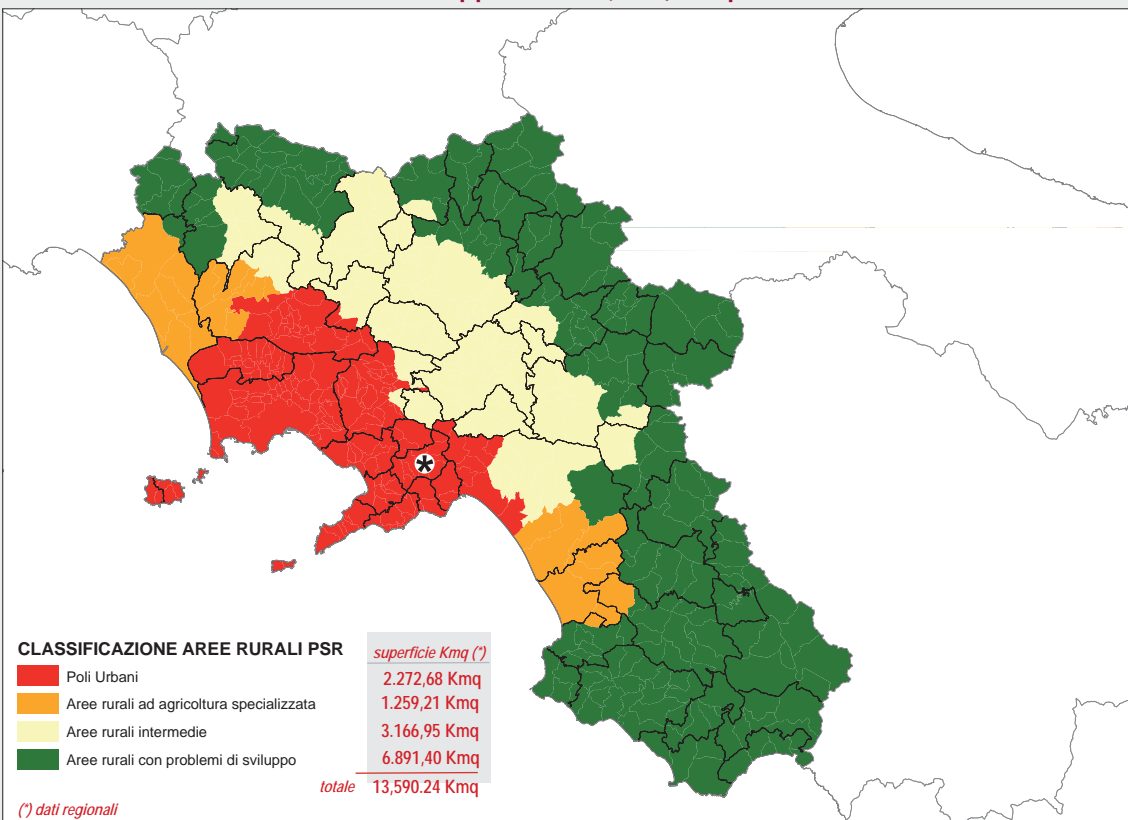 CLASSIFICAZIONE AREE RURALI PSR
superficie Kmq (*)
Poli Urbani
2.272,68 Kmq
Aree rurali ad agricoltura specializzata
1.259,21 Kmq
Aree rurali intermedie
3.166,95 Kmq
Aree rurali con problemi di sviluppo
6.891,40 Kmq
totale 13,590.24 Kmq
(*) dati regionali